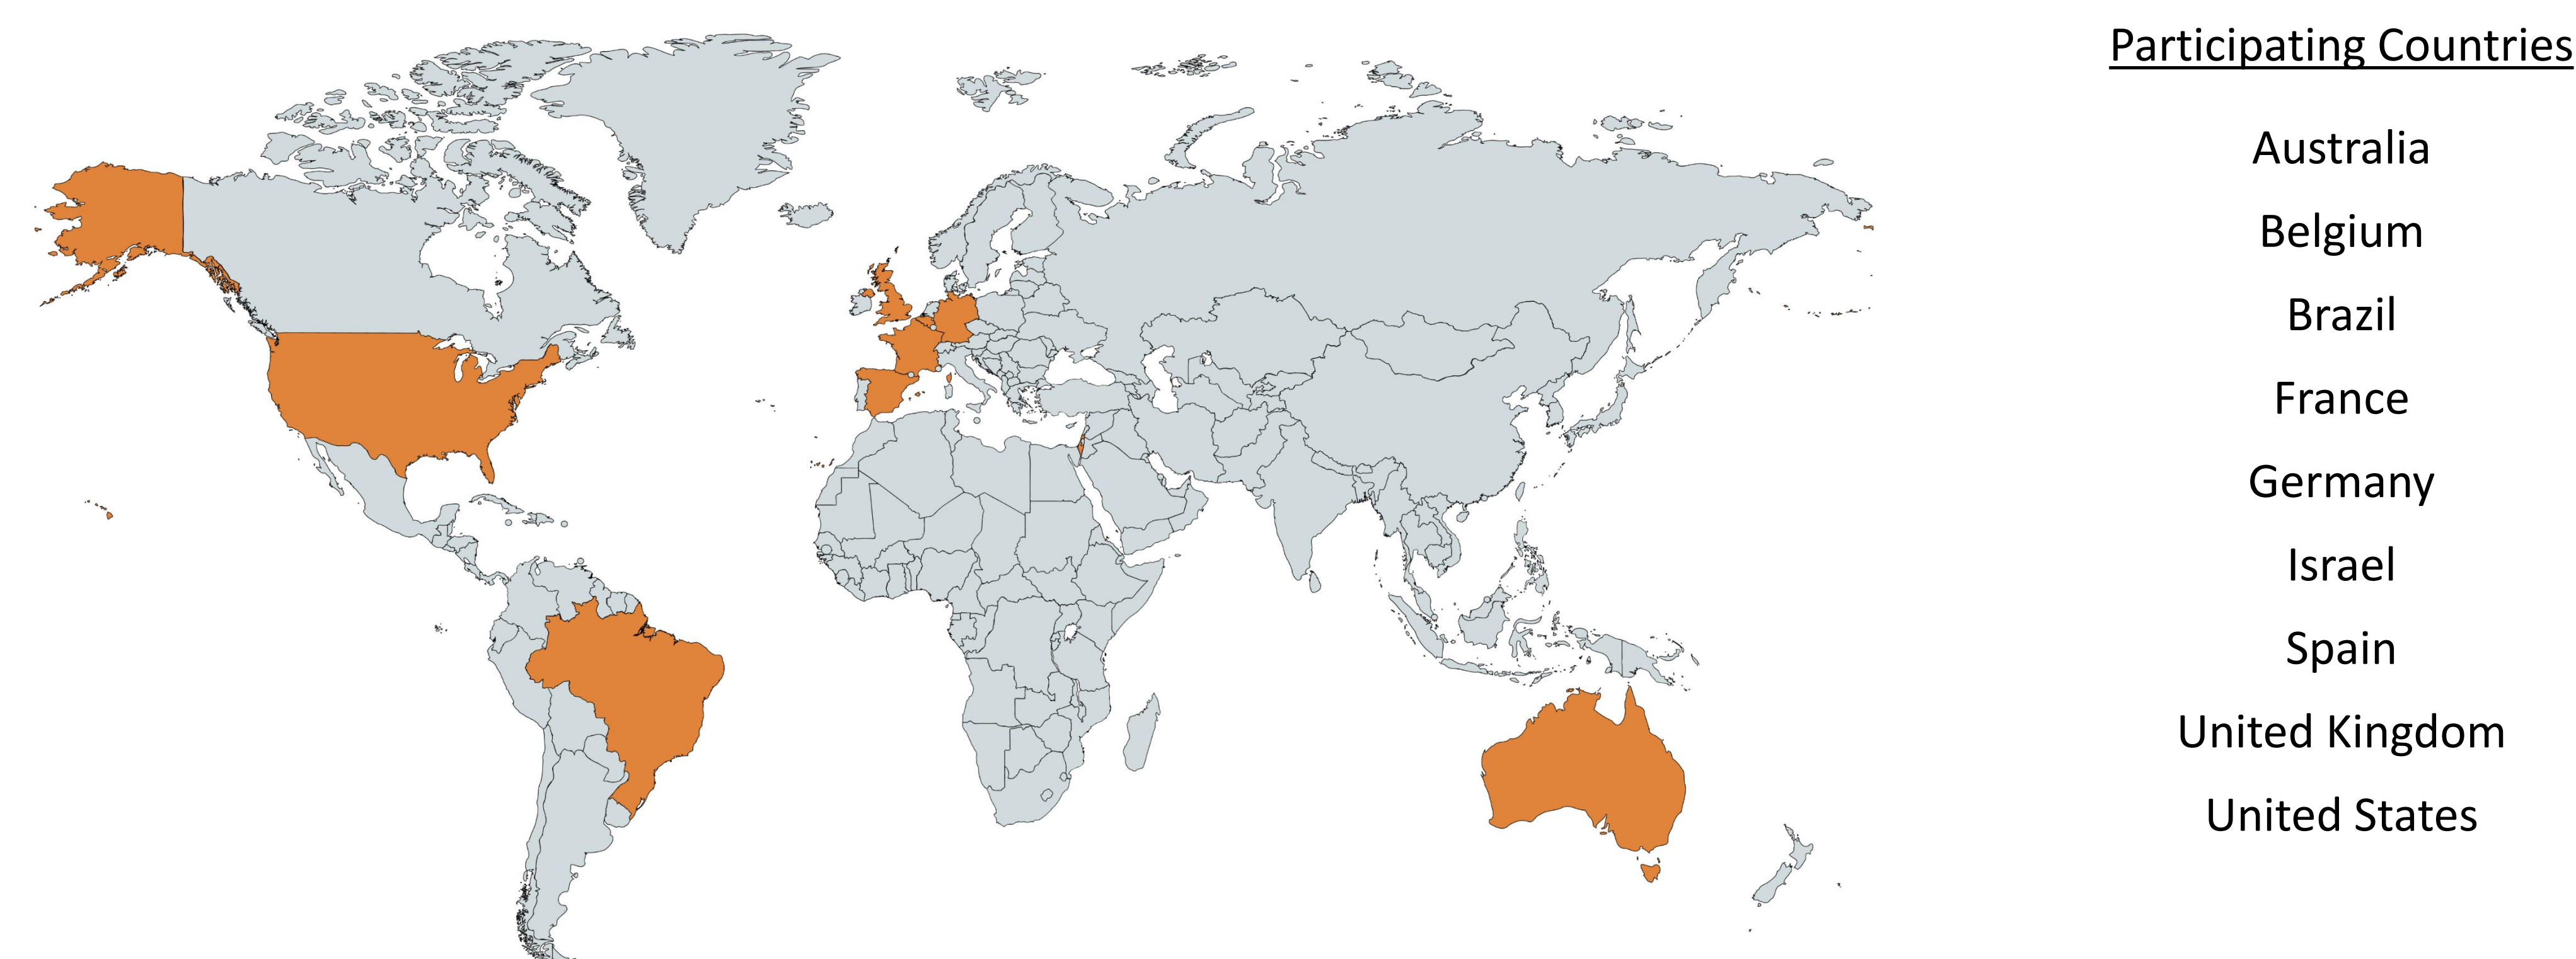 Participating Countries
Australia
Belgium
Brazil
France
Germany
Israel
Spain
United Kingdom
United States